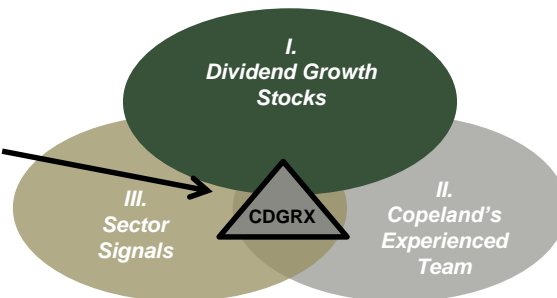 I.
Dividend Growth
Stocks
III.
Sector
Signals
CDGRX
II.
Copeland's
Experienced
Team